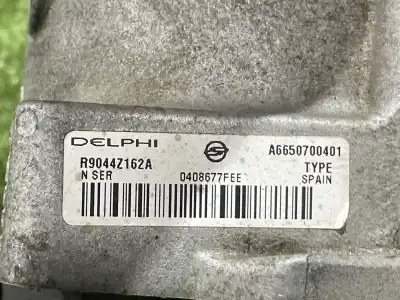 DELPHI A6650700401
R9044Z162A TYPE
N SER 0408677FEE SPAIN